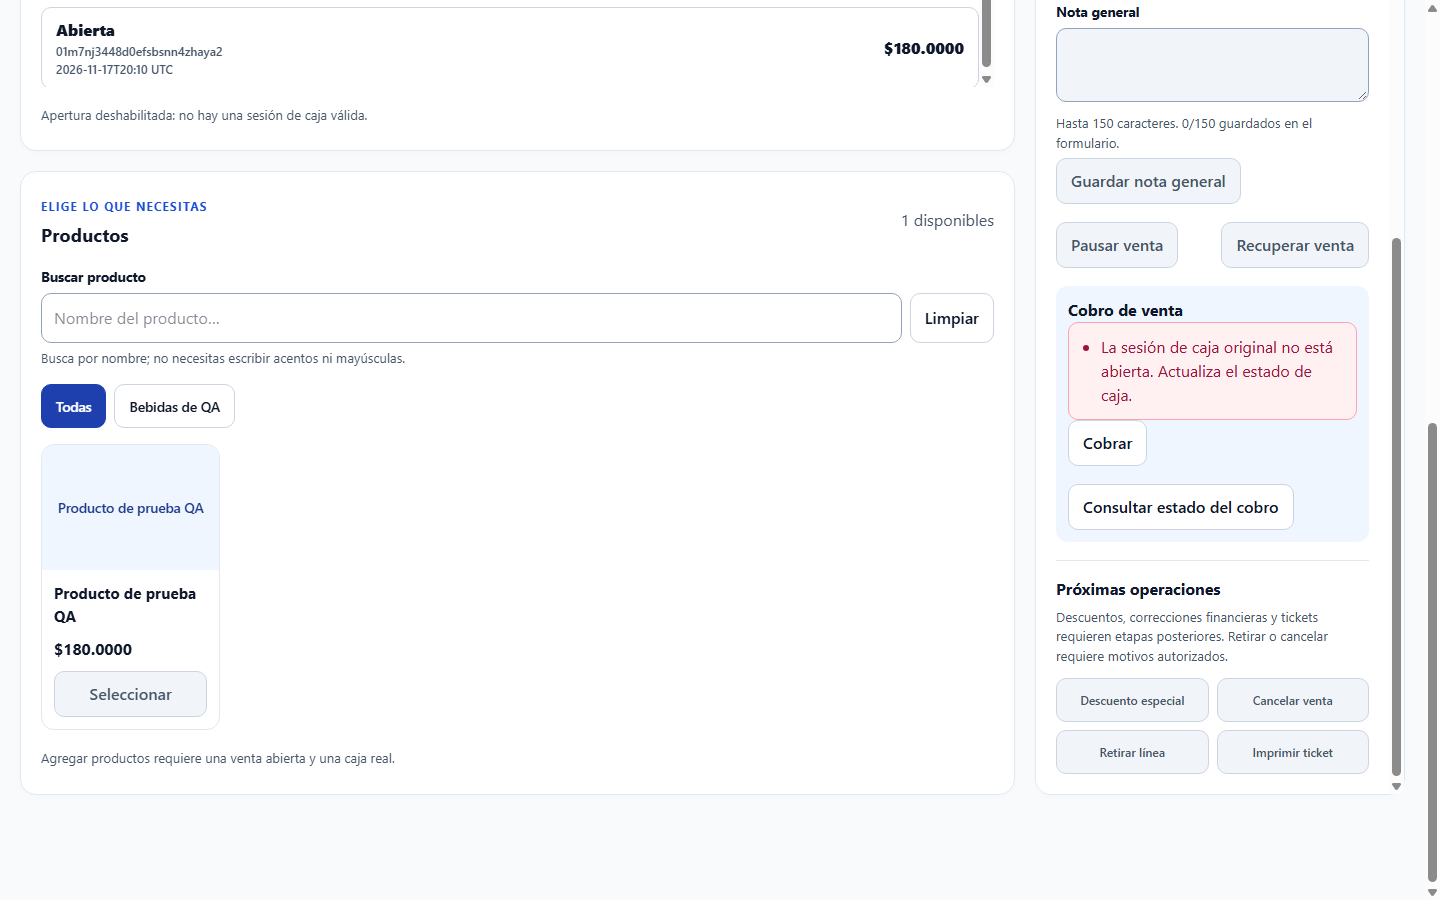 Abierta
01m7nj3448d0efsbsnn4zhaya2
2026-11-17T20:10 UTC
$180.0000
Apertura deshabilitada: no hay una sesión de caja válida.
ELIGE LO QUE NECESITAS
Productos
1 disponibles
Buscar producto
Nombre del producto...
Limpiar
Busca por nombre; no necesitas escribir acentos ni mayúsculas.
Todas
Bebidas de QA
Producto de prueba QA
Producto de prueba
QA
$180.0000
Seleccionar
Agregar productos requiere una venta abierta y una caja real.
Nota general
Hasta 150 caracteres. 0/150 guardados en el
formulario.
Guardar nota general
Pausar venta
Recuperar venta
Cobro de venta
• La sesión de caja original no está
abierta. Actualiza el estado de
caja.
Cobrar
Consultar estado del cobro
Próximas operaciones
Descuentos, correcciones financieras y tickets
requieren etapas posteriores. Retirar o cancelar
requiere motivos autorizados.
Descuento especial
Cancelar venta
Retirar línea
Imprimir ticket